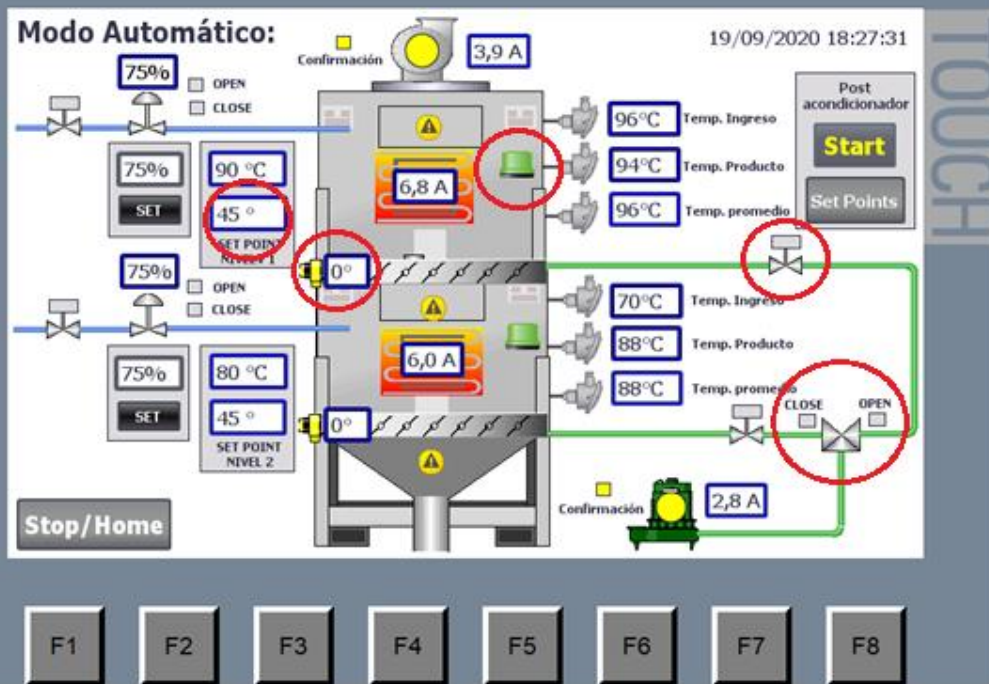 Modo Automático:
19/09/2020 18:27:31
TOUCH
Confirmación
3,9 A
75%
OPEN
CLOSE
Post
acondicionador
Start
Set Points
96°C Temp. Ingreso
94°C Temp. Producto
96°C Temp. promedio
75%
SET
90 °C
45 °
SET POINT
NIVEL 1
6,8 A
0°
75%
OPEN
CLOSE
70°C Temp. Ingreso
88°C Temp. Producto
88°C Temp. promedio
75%
SET
80 °C
45 °
SET POINT
NIVEL 2
6,0 A
0°
CLOSE
OPEN
Confirmación
2,8 A
Stop/Home
F1
F2
F3
F4
F5
F6
F7
F8